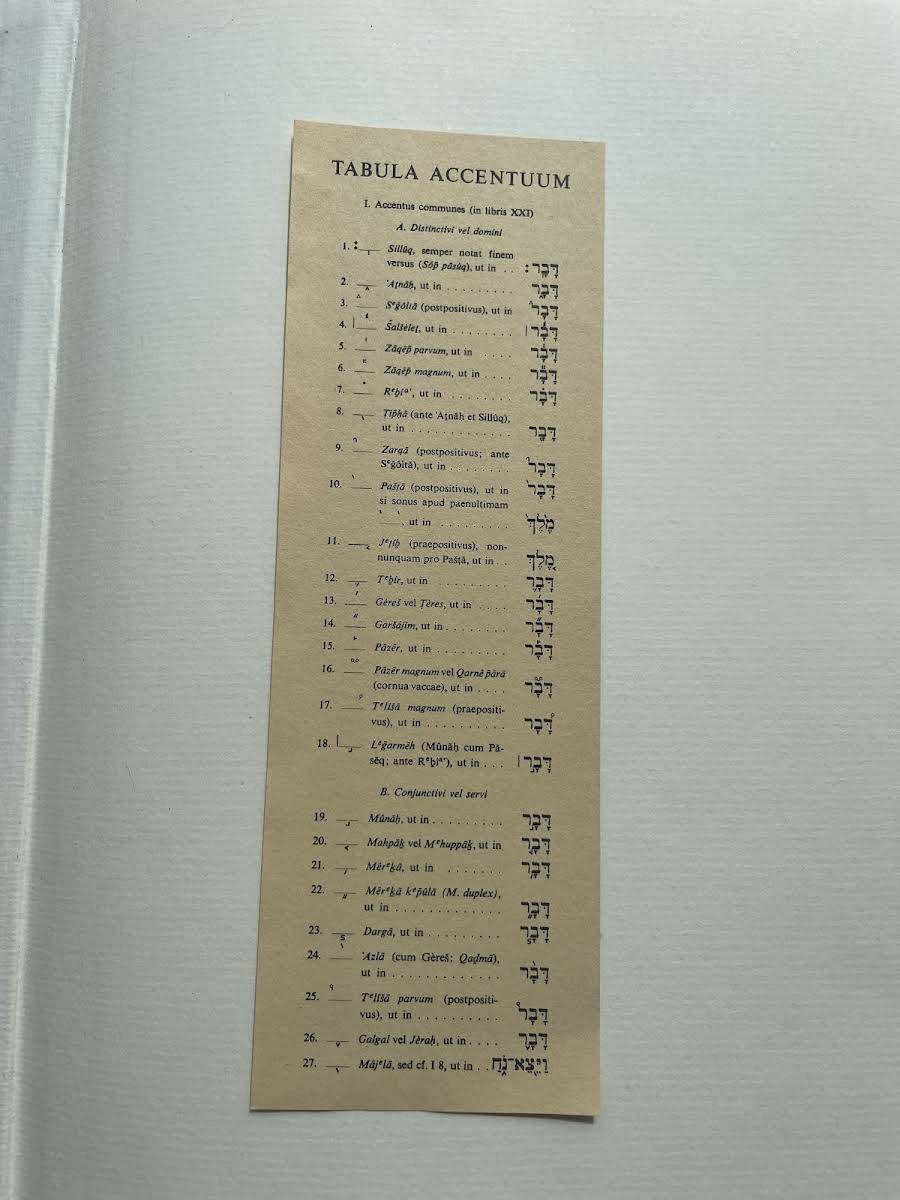 TABULA ACCENTUUM
I. Accentus communes (in libris XXI)
A. Distinctivi vel domini
1. Sillûq, semper notat finem
versus (Sôp̄ pāsûq), ut in . . דָּבָֽר׃
2. ʾAṯnāḥ, ut in . . . . . . . . . דָּבָ֑ר
3. Sᵉḡôltā (postpositivus), ut in דָּבָר֒
4. Šalšèleṯ, ut in . . . . . . . . דָּבָ֓ר׀
5. Zāqēp̄ parvum, ut in . . . . דָּבָ֔ר
6. Zāqēp̄ magnum, ut in . . . . דָּבָ֕ר
7. Rᵉḇîᵃʿ, ut in . . . . . . . . . דָּבָ֗ר
8. Ṭip̄ḥā (ante ʾAṯnāḥ et Sillûq),
ut in . . . . . . . . . . . . . דָּבָ֖ר
9. Zarqā (postpositivus; ante
Sᵉḡôltā), ut in . . . . . . . . דָּבָר֘
10. Pašṭā (postpositivus), ut in דָּבָר֙
si sonus apud paenultimam
, ut in . . . . . . . . . . מֶ֙לֶךְ֙
11. Jᵉṯîḇ (praepositivus), non-
nunquam pro Pašṭā, ut in . . מֶ֚לֶךְ
12. Tᵉḇîr, ut in . . . . . . . . . . דָּבָ֛ר
13. Gèreš vel Ṭères, ut in . . . . דָּבָ֜ר
14. Garšájim, ut in . . . . . . . . דָּבָ֞ר
15. Pāzēr, ut in . . . . . . . . . . דָּבָ֡ר
16. Pāzēr magnum vel Qarnê p̄ārā
(cornua vaccae), ut in . . . . דָּבָ֟ר
17. Tᵉlîšā magnum (praepositi-
vus), ut in . . . . . . . . . . דָּ֠בָר
18. Lᵉḡarmēh (Mûnāḥ cum Pā-
sēq; ante Rᵉḇîᵃʿ), ut in . . . דָּבָ֣ר׀
B. Conjunctivi vel servi
19. Mûnāḥ, ut in . . . . . . . . . דָּבָ֣ר
20. Mahpāḵ vel Mᵉhuppāḵ, ut in דָּבָ֤ר
21. Mêrᵉḵā, ut in . . . . . . . דָּבָ֥ר
22. Mêrᵉḵā kᵉp̄ûlā (M. duplex),
ut in . . . . . . . . . . . . . דָּבָ֦ר
23. Dargā, ut in . . . . . . . . . דָּבָ֧ר
24. ʾAzlā (cum Gèreš: Qaḏmā),
ut in . . . . . . . . . . . . . דָּבָ֨ר
25. Tᵉlîšā parvum (postpositi-
vus), ut in . . . . . . . . . . דָּבָר֩
26. Galgal vel Jèraḥ, ut in . . . . דָּבָ֪ר
27. Mâjᵉlā, sed cf. I 8, ut in . . וַיֵּ֖צֵא־נֹ֑חַ